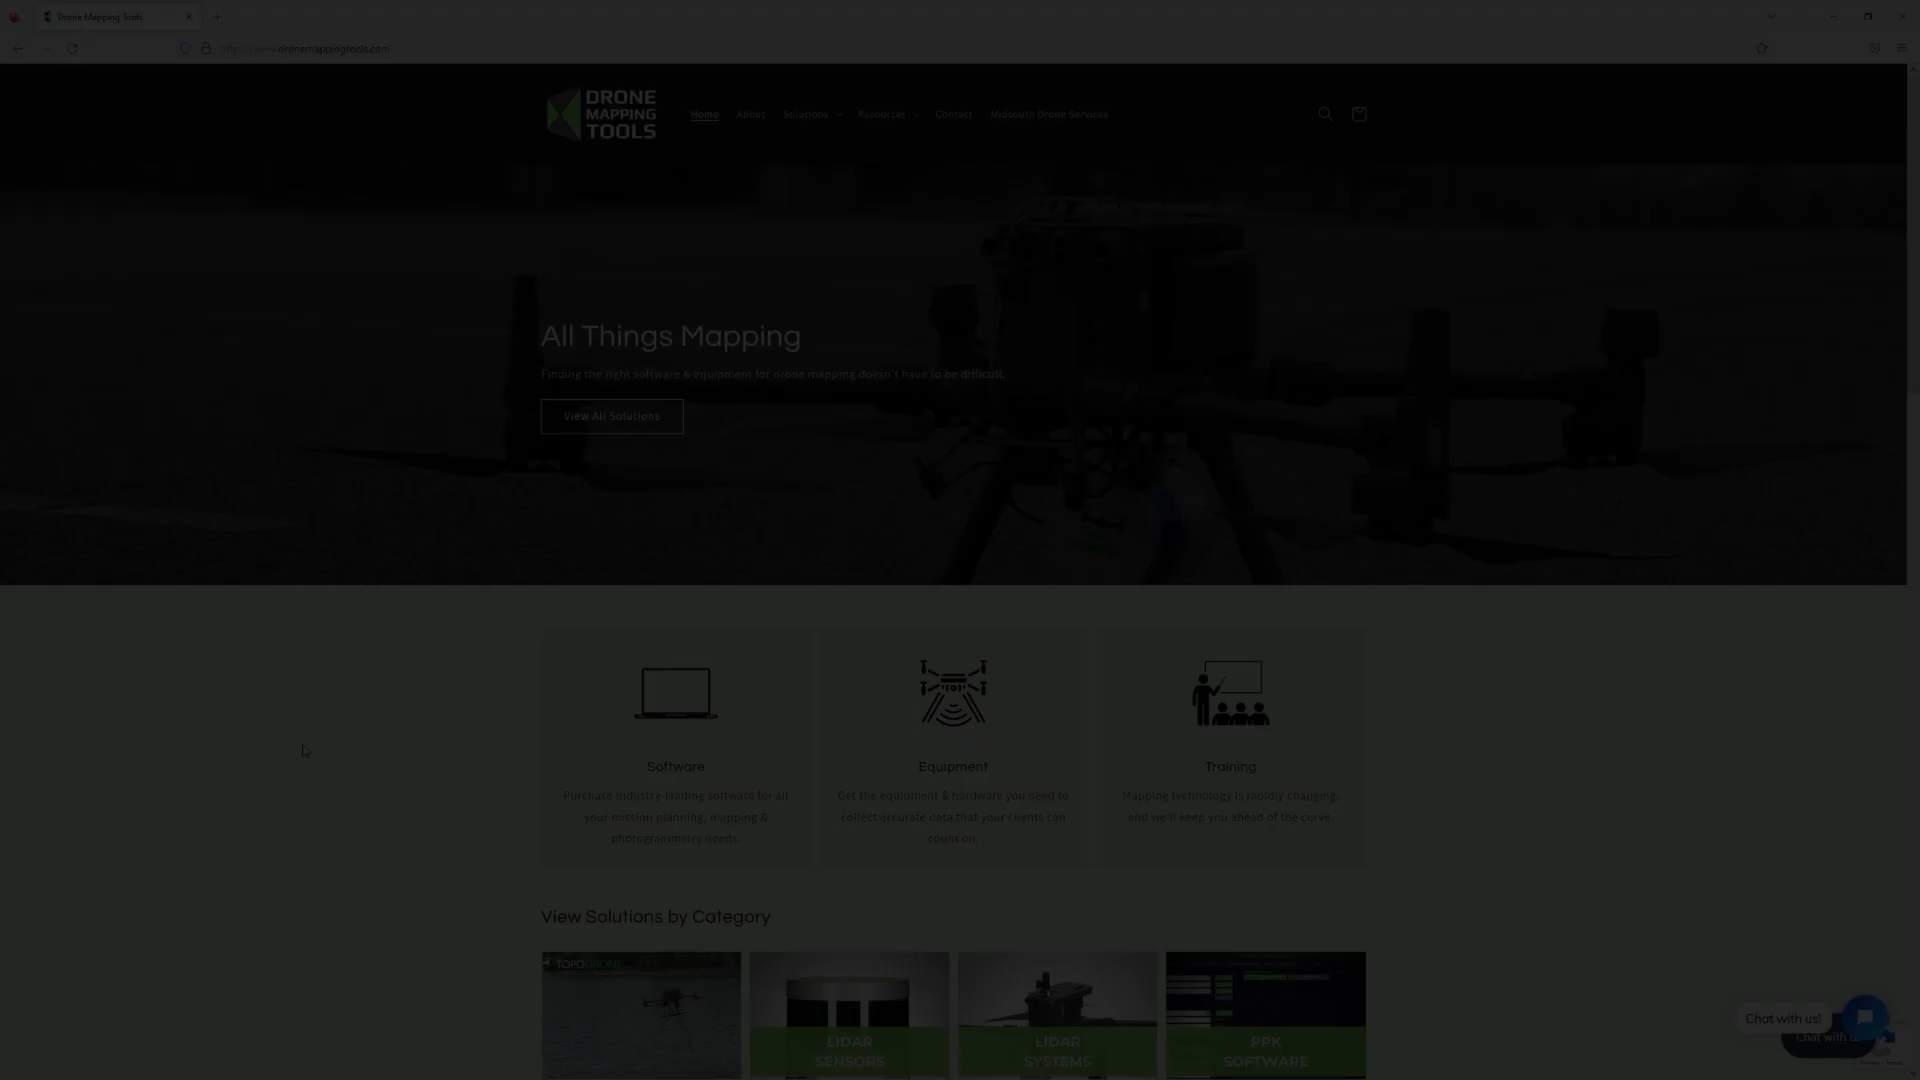 Drone Mapping Tools
https://www.dronemappingtools.com
DRONE
MAPPING
TOOLS
Home About Solutions Resources Contact Midsouth Drone Services
All Things Mapping
Finding the right software & equipment for drone mapping doesn't have to be difficult.
View All Solutions
Software
Purchase industry-leading software for all
your mission planning, mapping &
photogrammetry needs.
Equipment
Get the equipment & hardware you need to
collect accurate data that your clients can
count on.
Training
Mapping technology is rapidly changing,
and we'll keep you ahead of the curve.
View Solutions by Category
TOPODRONE
LIDAR
SENSORS
LIDAR
SYSTEMS
PPK
SOFTWARE
Chat with us!
Chat with